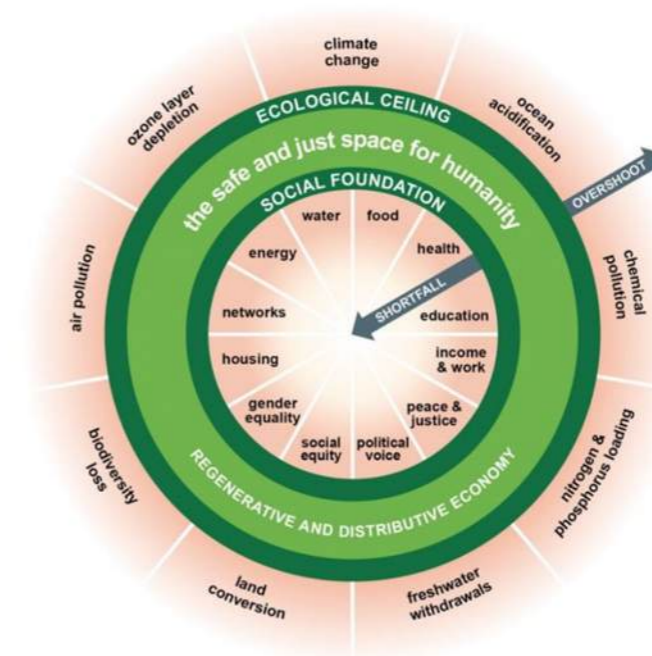 climate
change
ocean
acidification
chemical
pollution
nitrogen &
phosphorus loading
freshwater
withdrawals
land
conversion
biodiversity
loss
air pollution
ozone layer
depletion
OVERSHOOT
ECOLOGICAL CEILING
the safe and just space for humanity
SOCIAL FOUNDATION
water
food
health
SHORTFALL
education
income
& work
peace &
justice
political
voice
social
equity
gender
equality
housing
networks
energy
REGENERATIVE AND DISTRIBUTIVE ECONOMY